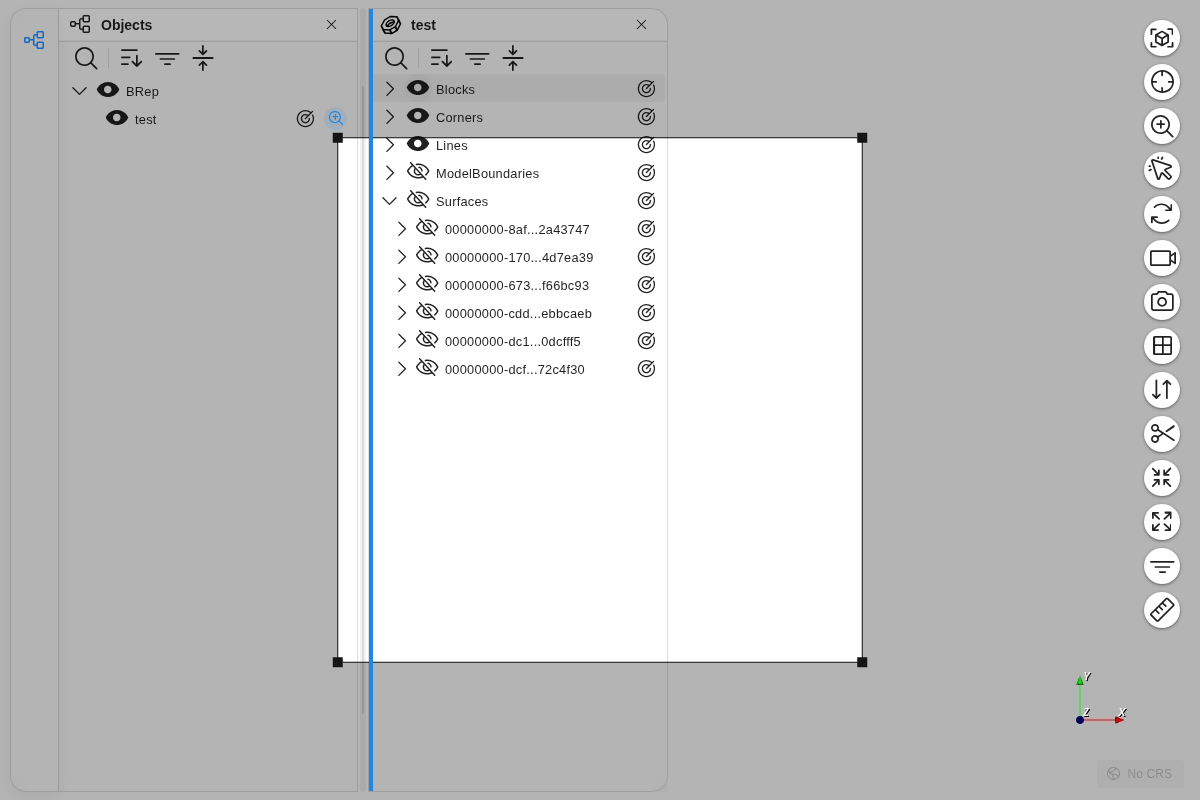 Objects
BRep
test
test
Blocks
Corners
Lines
ModelBoundaries
Surfaces
00000000-8af...2a43747
00000000-170...4d7ea39
00000000-673...f66bc93
00000000-cdd...ebbcaeb
00000000-dc1...0dcfff5
00000000-dcf...72c4f30
Y
Z X
No CRS